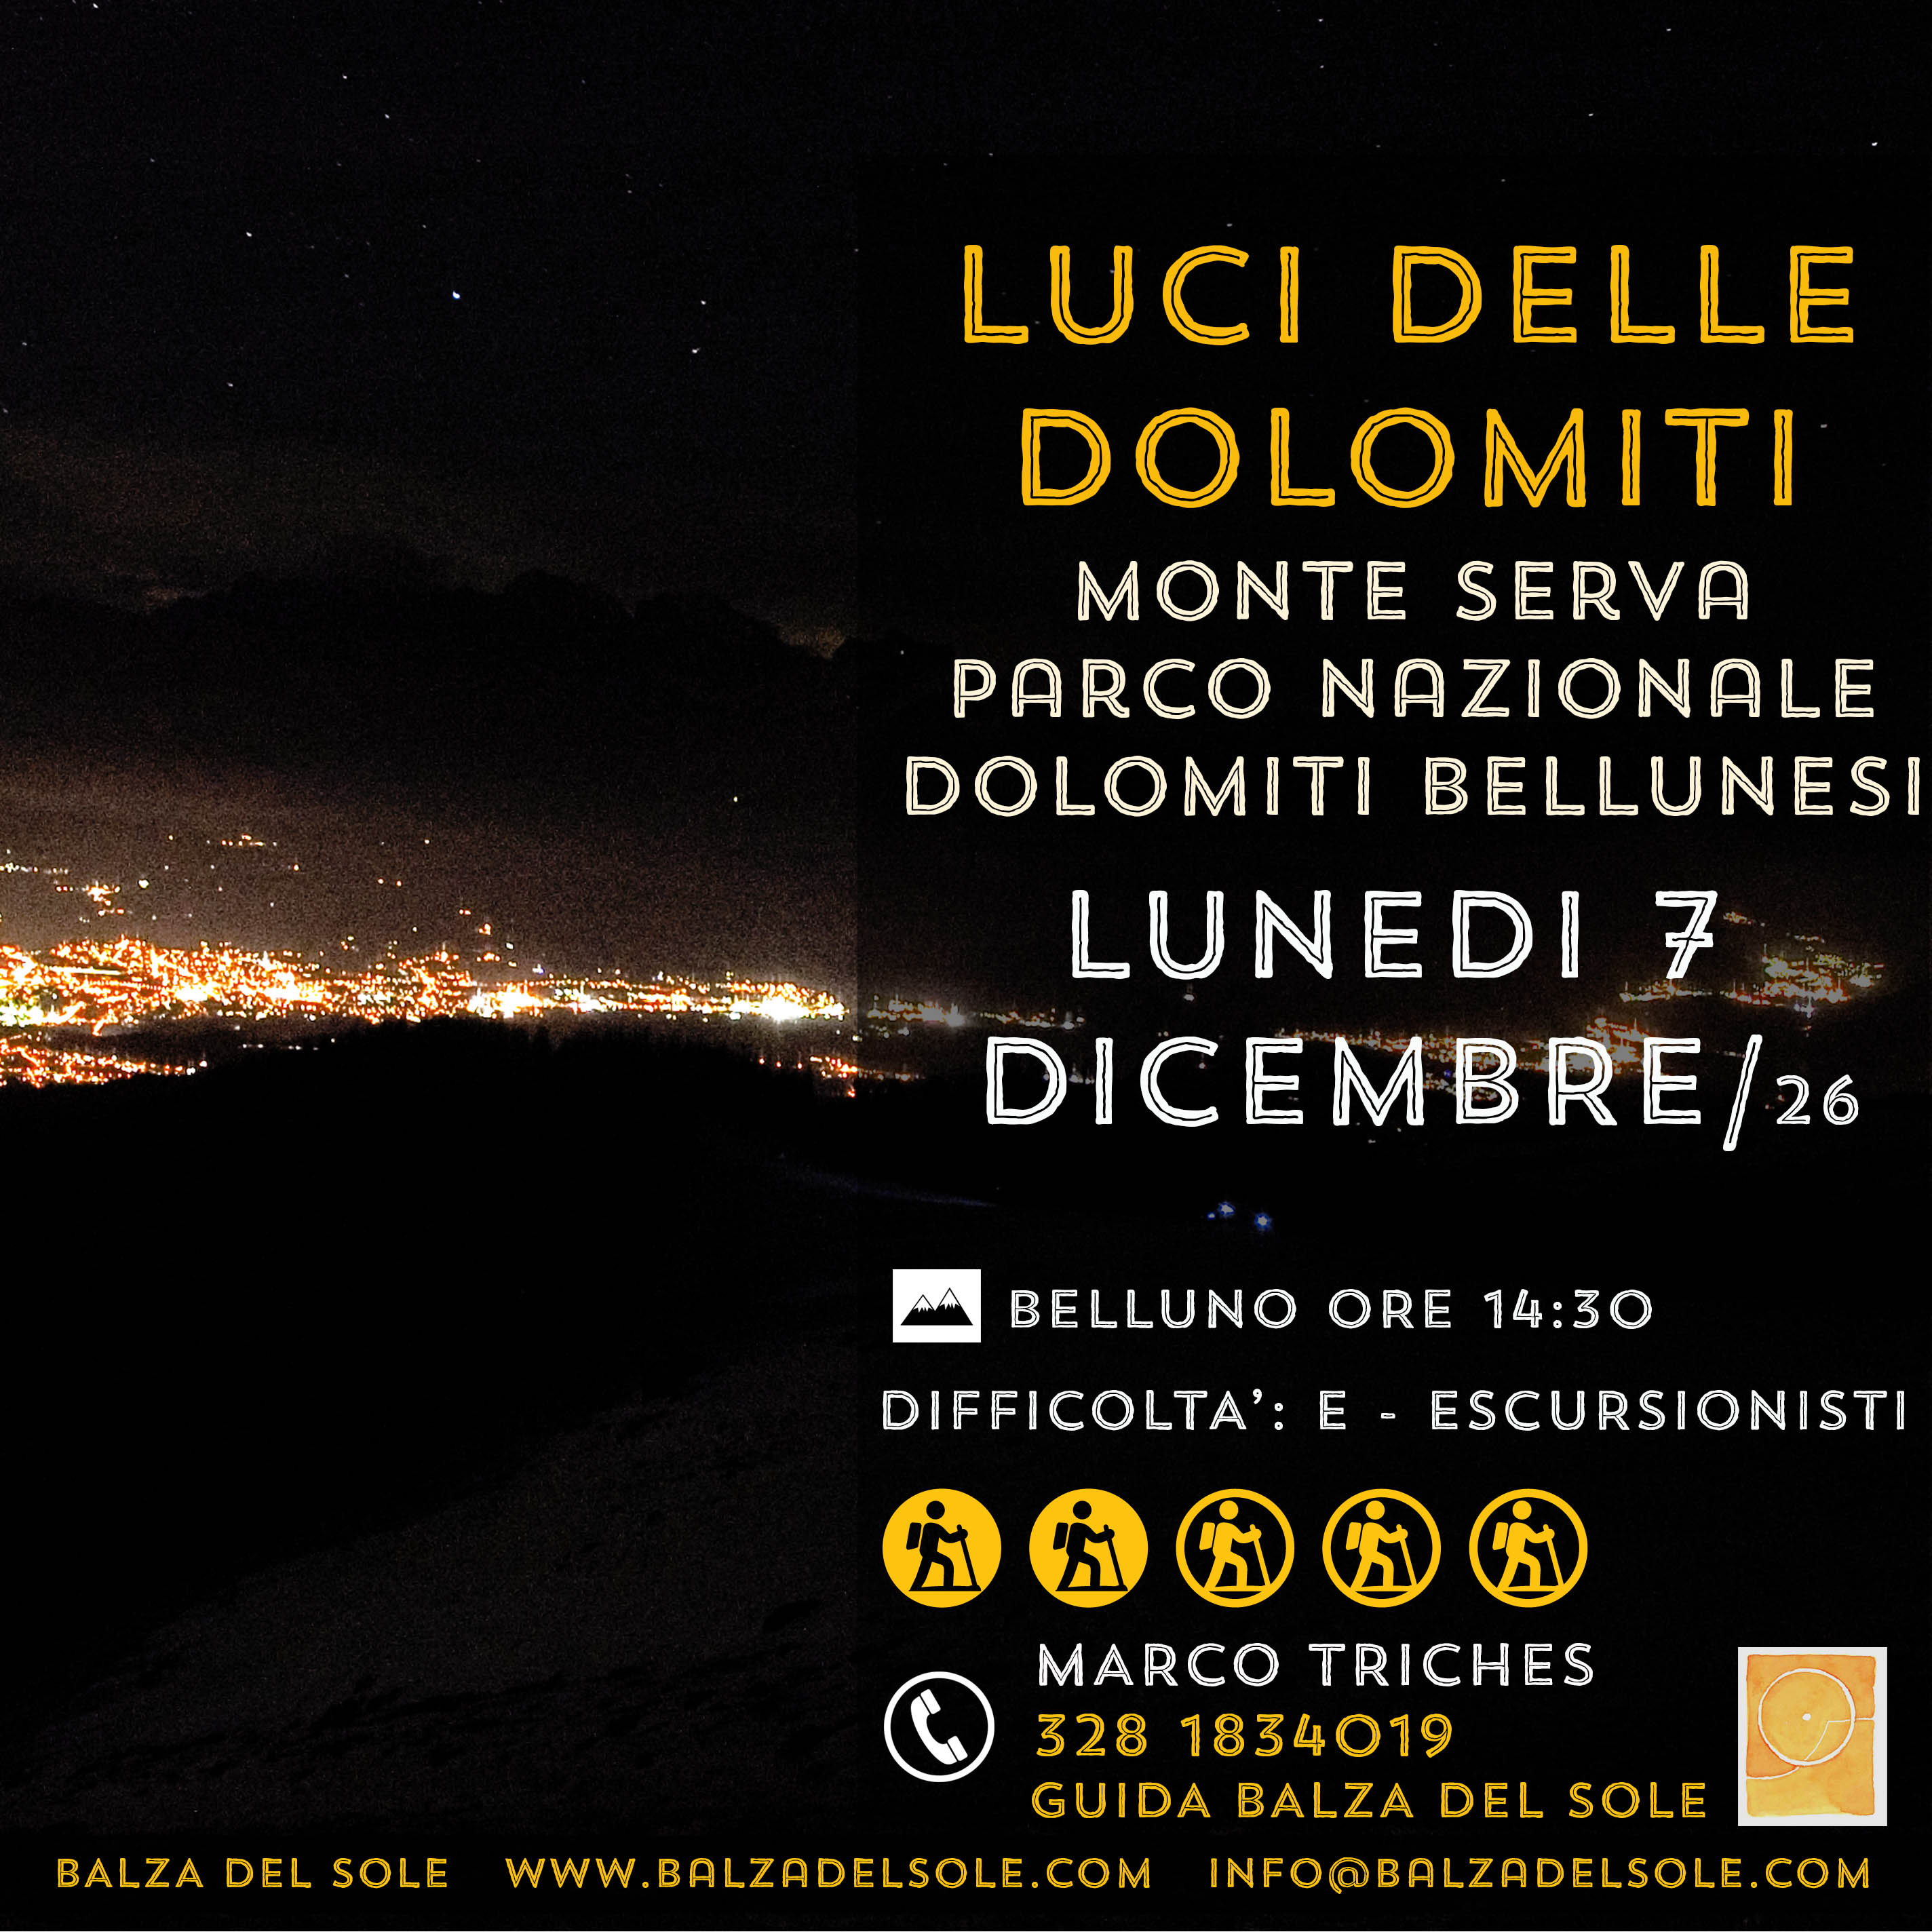 LUCI DELLE
DOLOMITI
MONTE SERVA
PARCO NAZIONALE
DOLOMITI BELLUNESI
LUNEDI 7
DICEMBRE/26
BELLUNO ORE 14:30
DIFFICOLTA': E - ESCURSIONISTI
MARCO TRICHES
328 1834019
GUIDA BALZA DEL SOLE
BALZA DEL SOLE WWW.BALZADELSOLE.COM INFO@BALZADELSOLE.COM